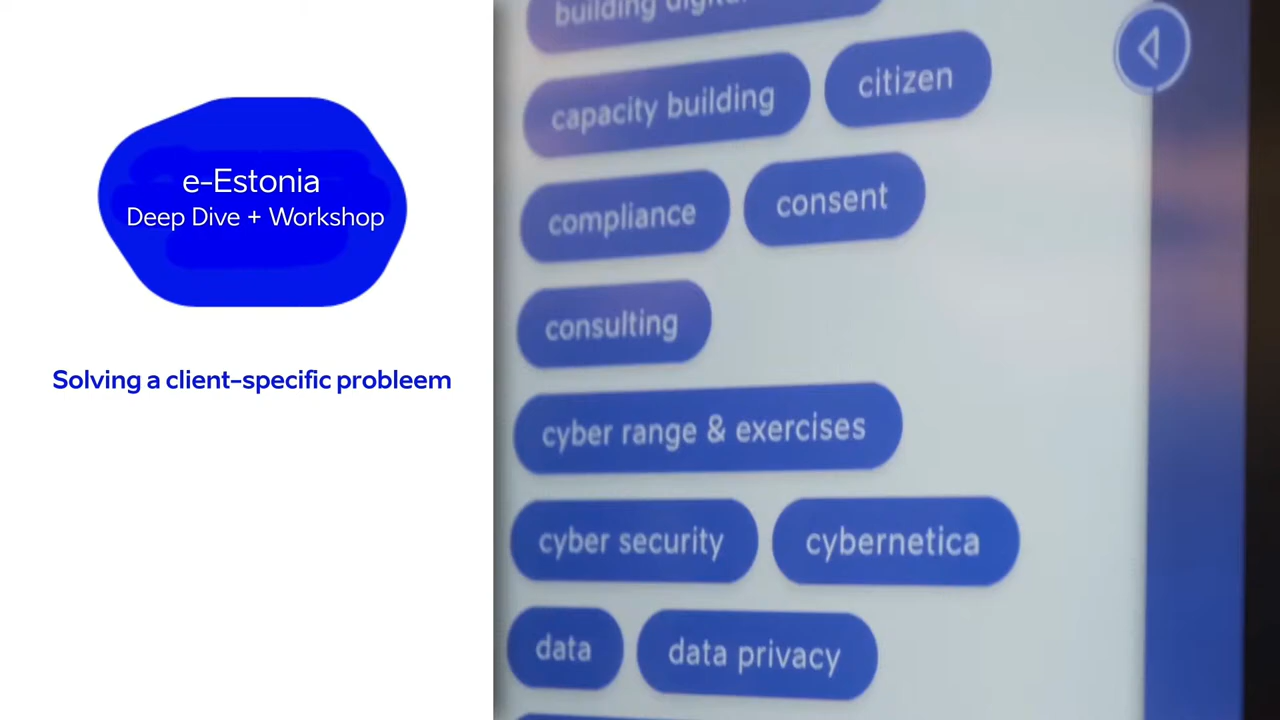 e-Estonia
Deep Dive + Workshop
Solving a client-specific probleem
building
capacity building
citizen
compliance
consent
consulting
cyber range & exercises
cyber security
cybernetica
data
data privacy